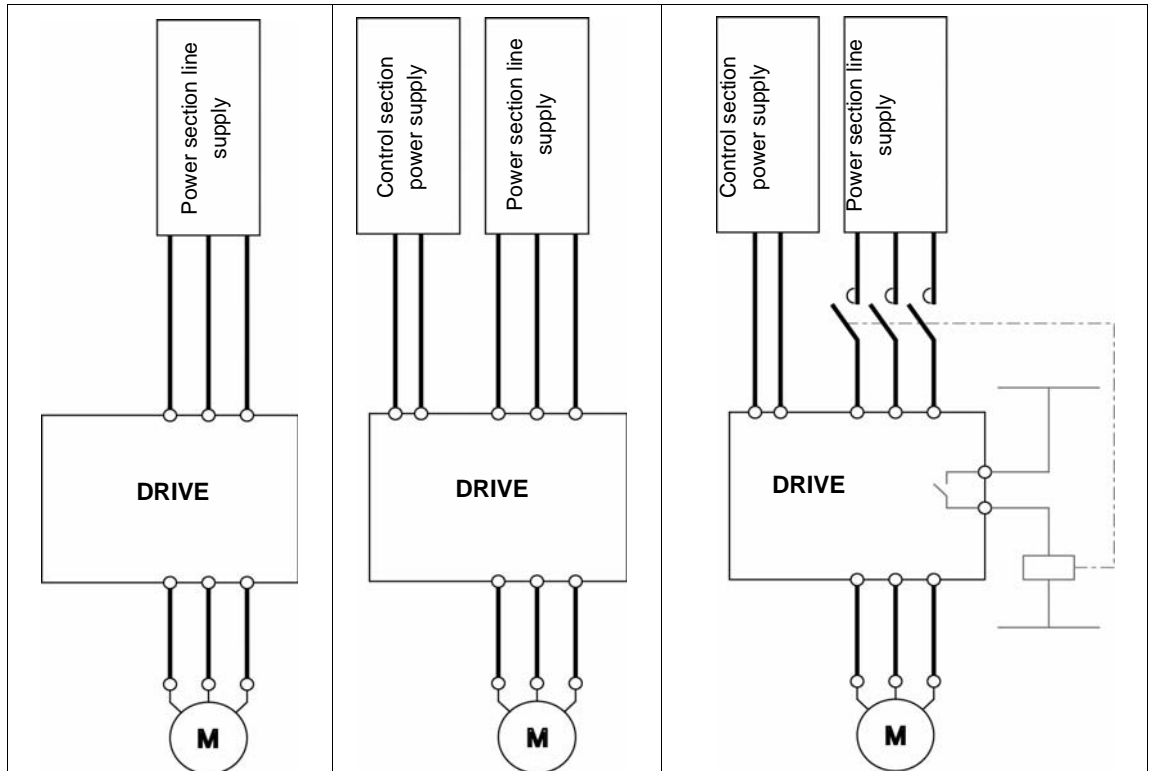 Power section line
supply
DRIVE
M
Control section
power supply
Power section line
supply
DRIVE
M
Control section
power supply
Power section line
supply
DRIVE
M